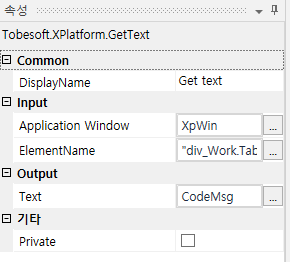 속성
Tobesoft.XPlatform.GetText
Common
DisplayName Get text
Input
Application Window XpWin ...
ElementName "div_Work.Tab ...
Output
Text CodeMsg ...
기타
Private